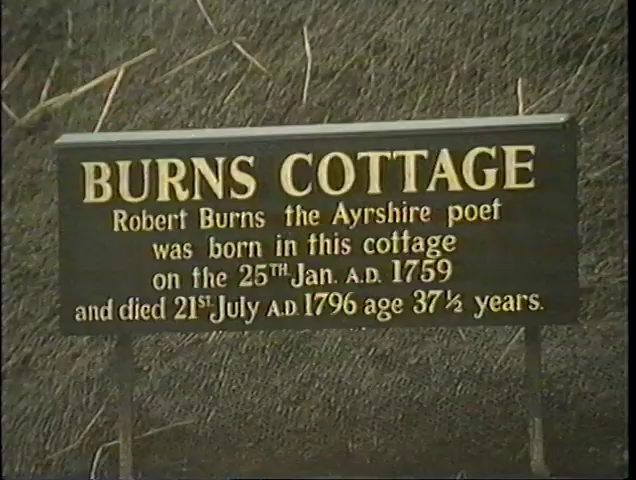 BURNS COTTAGE
Robert Burns the Ayrshire poet
was born in this cottage
on the 25TH. Jan. A.D. 1759
and died 21ST. July A.D. 1796 age 37½ years.